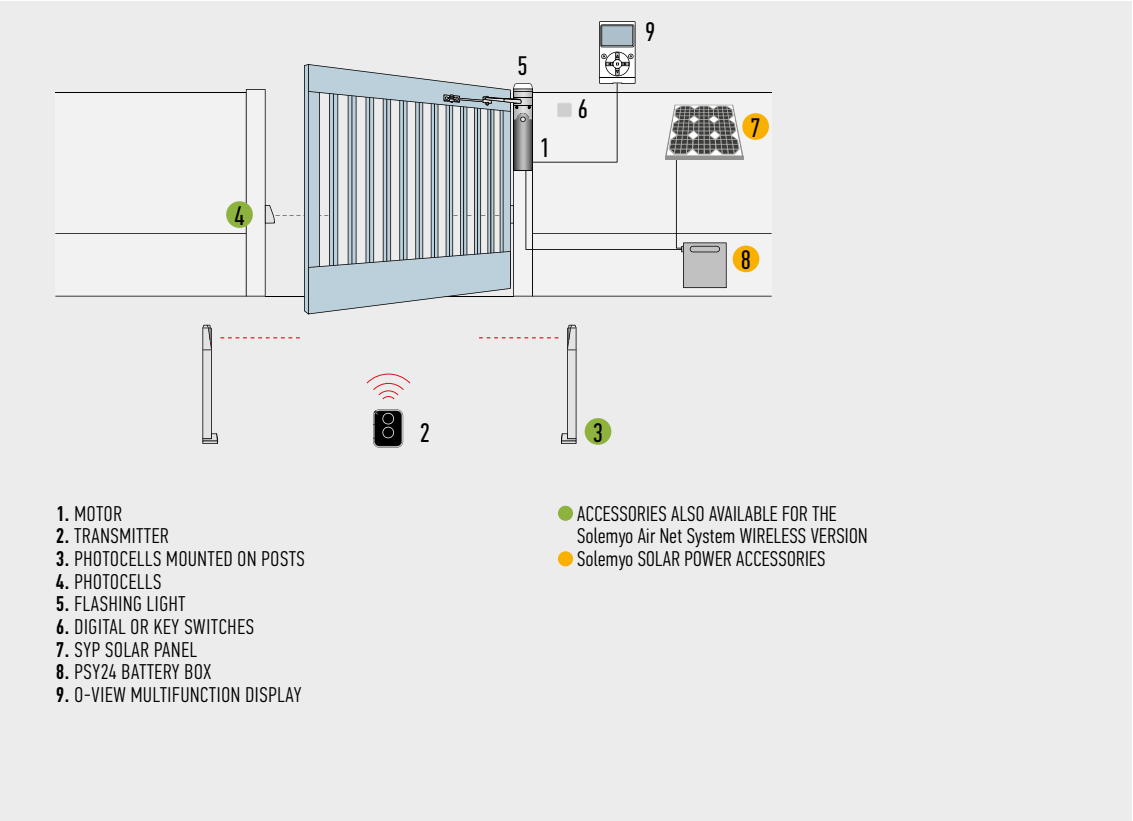 9
5
6
7
1
4
8
2
3
1. MOTOR
2. TRANSMITTER
3. PHOTOCELLS MOUNTED ON POSTS
4. PHOTOCELLS
5. FLASHING LIGHT
6. DIGITAL OR KEY SWITCHES
7. SYP SOLAR PANEL
8. PSY24 BATTERY BOX
9. O-VIEW MULTIFUNCTION DISPLAY
ACCESSORIES ALSO AVAILABLE FOR THE
Solemyo Air Net System WIRELESS VERSION
Solemyo SOLAR POWER ACCESSORIES